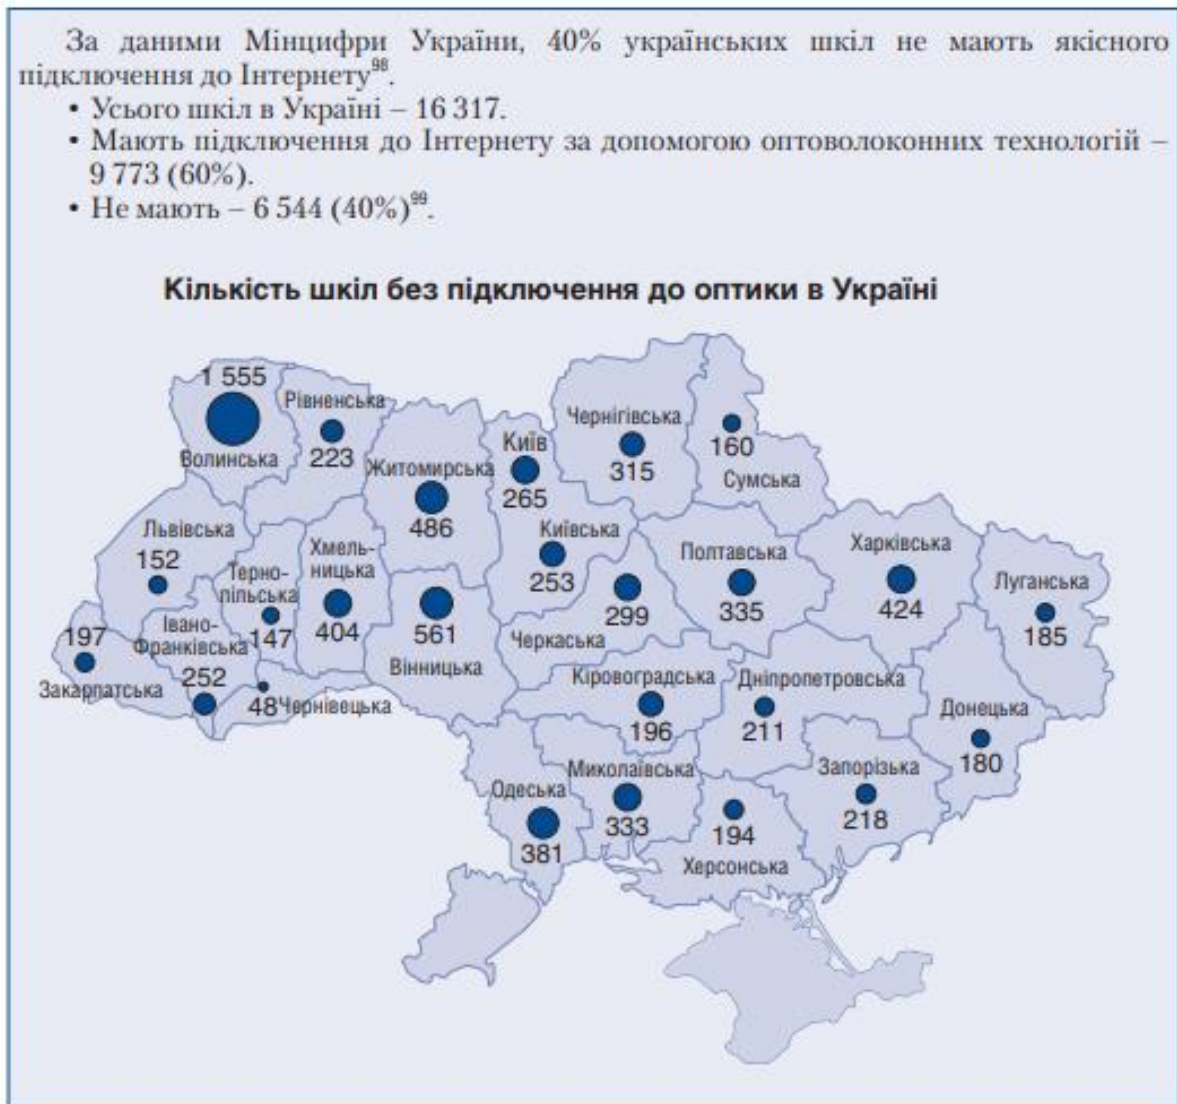 За даними Мінцифри України, 40% українських шкіл не мають якісного
підключення до Інтернету⁹⁸.
• Усього шкіл в Україні – 16 317.
• Мають підключення до Інтернету за допомогою оптоволоконних технологій –
9 773 (60%).
• Не мають – 6 544 (40%)⁹⁹.
Кількість шкіл без підключення до оптики в Україні
1 555
Волинська
Рівненська
223
Житомирська
486
Київ
265
Чернігівська
315
160
Сумська
Львівська
152
Терно-
пільська
147
Хмель-
ницька
404
561
Вінницька
Київська
253
299
Черкаська
Полтавська
335
Харківська
424
Луганська
185
197
Закарпатська
Івано-
Франківська
252
48
Чернівецька
Кіровоградська
196
Дніпропетровська
211
Донецька
180
Одеська
381
Миколаївська
333
194
Херсонська
Запорізька
218